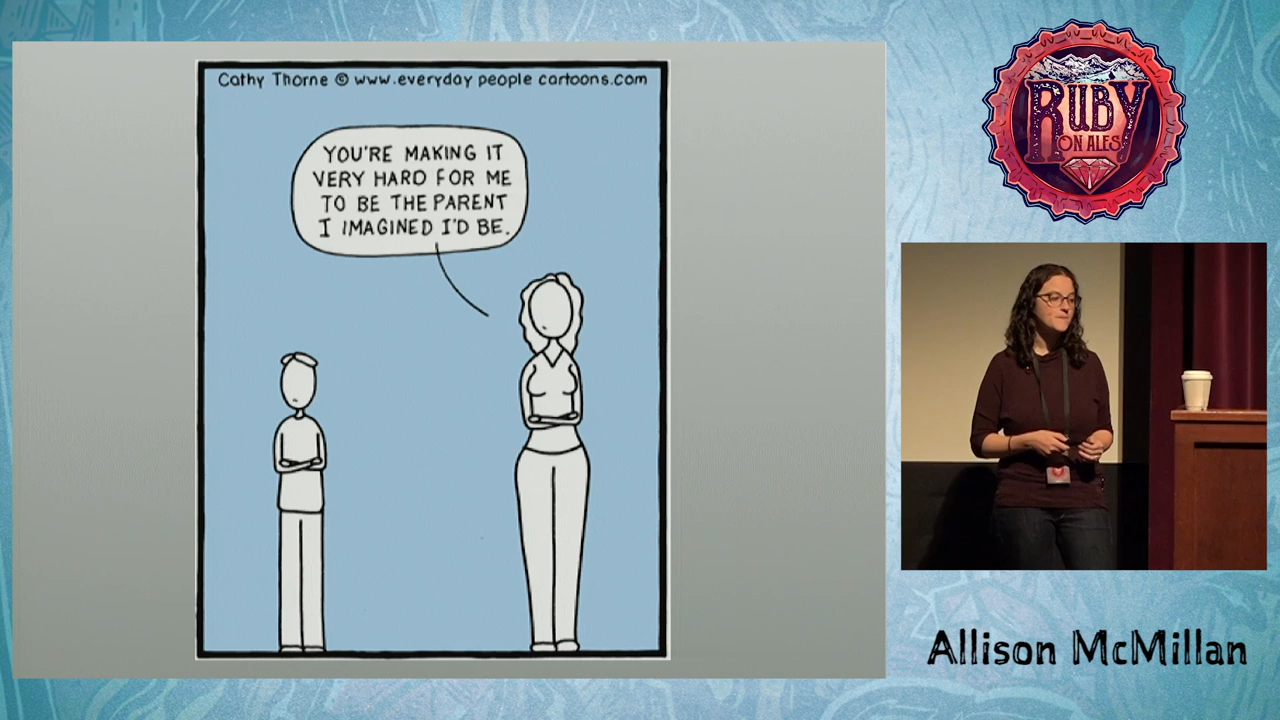 Cathy Thorne © www.everyday people cartoons.com
YOU'RE MAKING IT
VERY HARD FOR ME
TO BE THE PARENT
I IMAGINED I'D BE.
RUBY
ON ALES
Allison McMillan